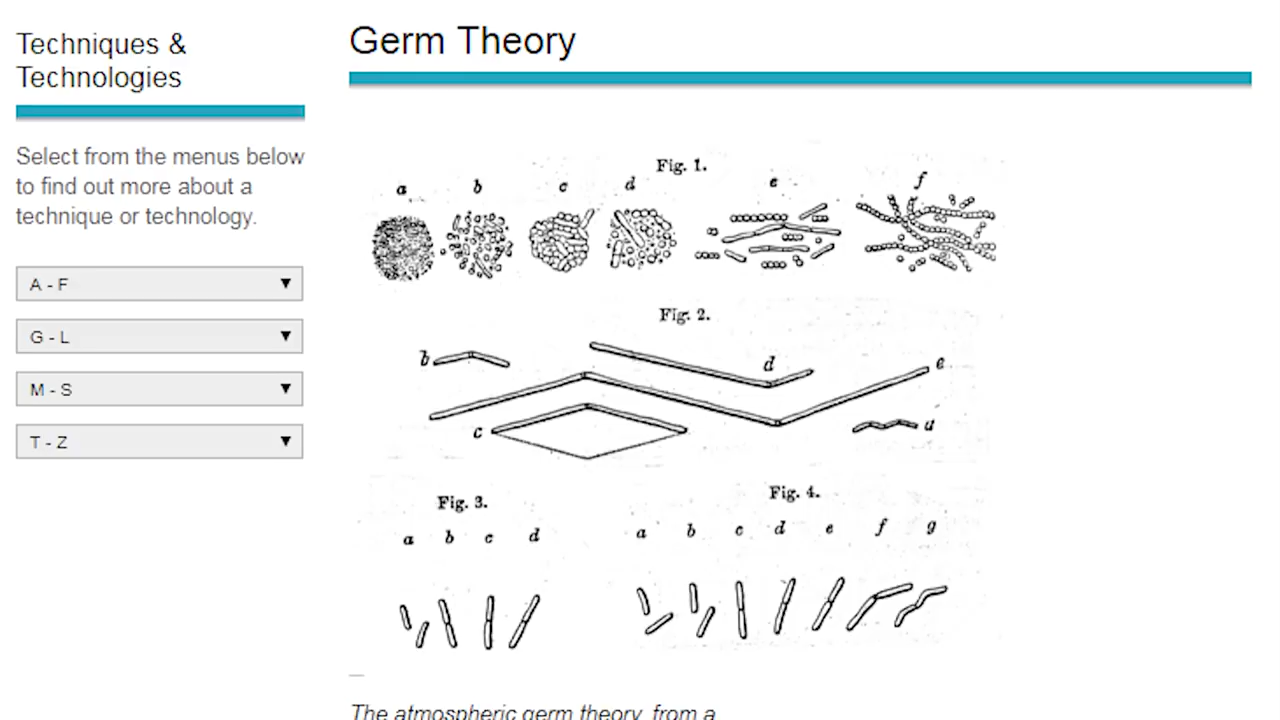 Techniques &
Technologies
Select from the menus below
to find out more about a
technique or technology.
A - F
G - L
M - S
T - Z
Germ Theory
Fig. 1.
a b c d e f
Fig. 2.
b d e
c a
Fig. 3.
a b c d
Fig. 4.
a b c d e f g
The atmospheric germ theory, from a